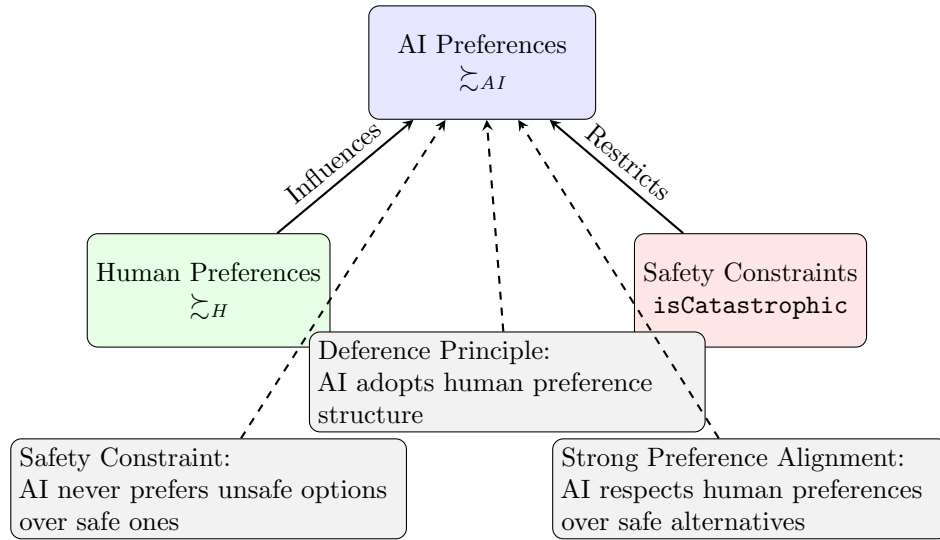 AI Preferences
≿AI
Influences
Restricts
Human Preferences
≿H
Safety Constraints
isCatastrophic
Deference Principle:
AI adopts human preference
structure
Safety Constraint:
AI never prefers unsafe options
over safe ones
Strong Preference Alignment:
AI respects human preferences
over safe alternatives